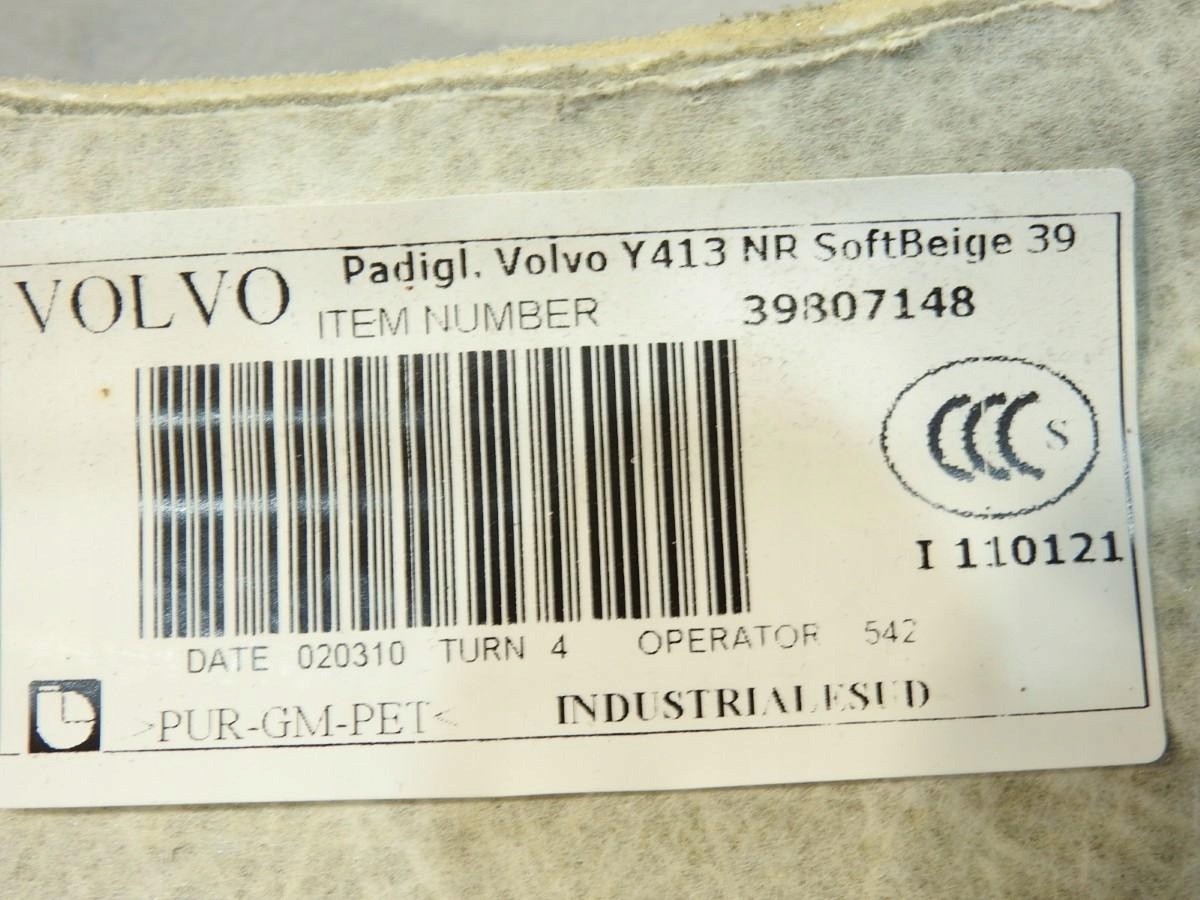 Padigl. Volvo Y413 NR SoftBeige 39
VOLVO
ITEM NUMBER 39807148
CCC S
I 110121
DATE 020310 TURN 4 OPERATOR 542
>PUR-GM-PET< INDUSTRIALESUD